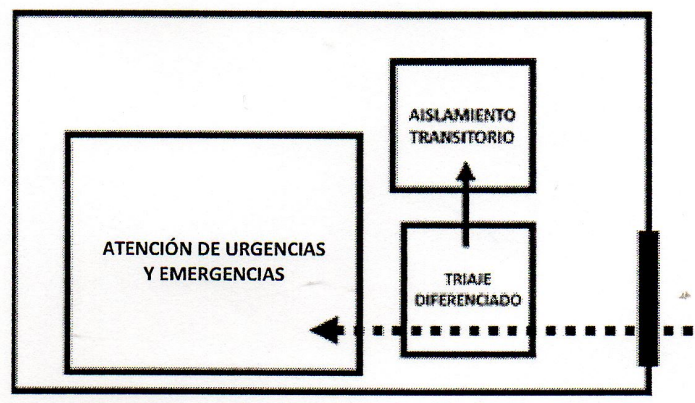 AISLAMIENTO
TRANSITORIO
ATENCIÓN DE URGENCIAS
Y EMERGENCIAS
TRIAJE
DIFERENCIADO